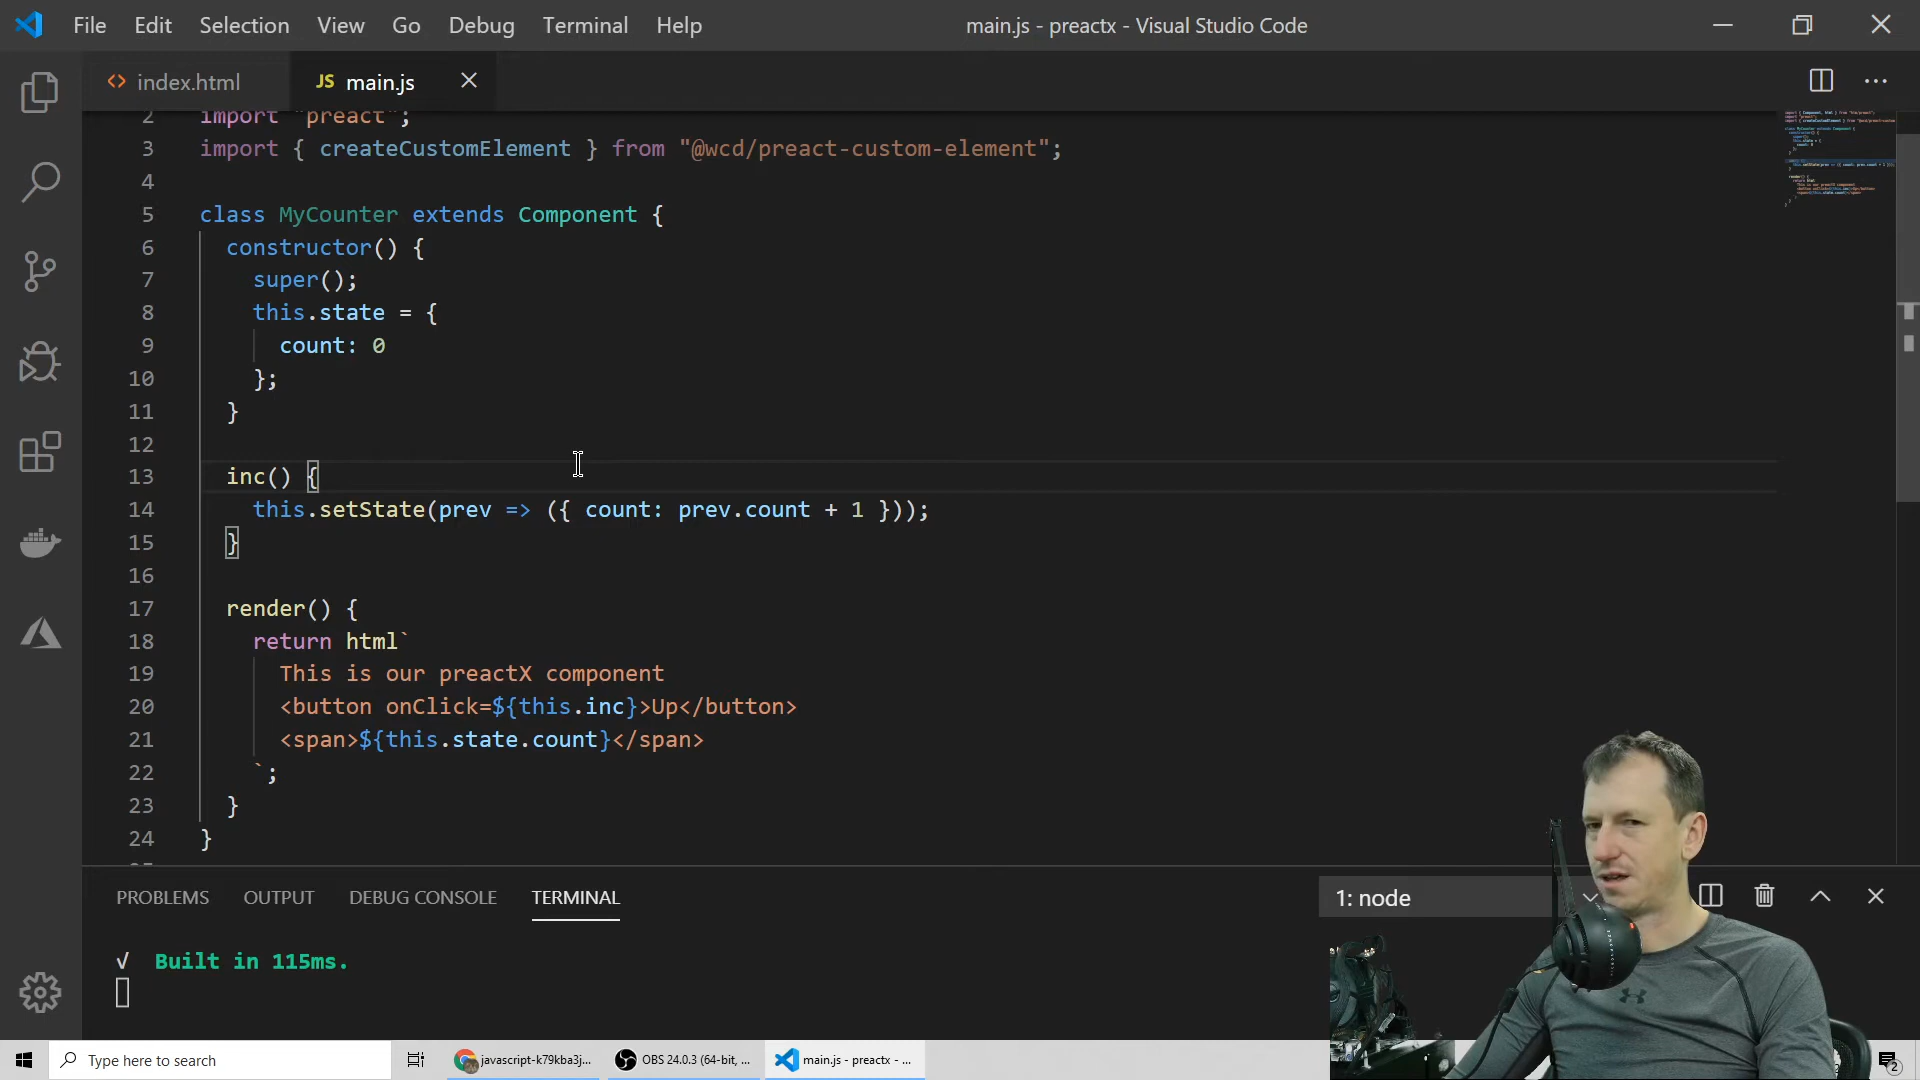 File Edit Selection View Go Debug Terminal Help
main.js - preactx - Visual Studio Code
<> index.html
JS main.js
2 import "preact";
3 import { createCustomElement } from "@wcd/preact-custom-element";
4
5 class MyCounter extends Component {
6 constructor() {
7 super();
8 this.state = {
9 count: 0
10 };
11 }
12
13 inc() {
14 this.setState(prev => ({ count: prev.count + 1 }));
15 }
16
17 render() {
18 return html`
19 This is our preactX component
20 <button onClick=${this.inc}>Up</button>
21 <span>${this.state.count}</span>
22 `;
23 }
24 }
PROBLEMS OUTPUT DEBUG CONSOLE TERMINAL
1: node
√ Built in 115ms.
Type here to search
javascript-k79kba3j...
OBS 24.0.3 (64-bit, ...
main.js - preactx - ...
2